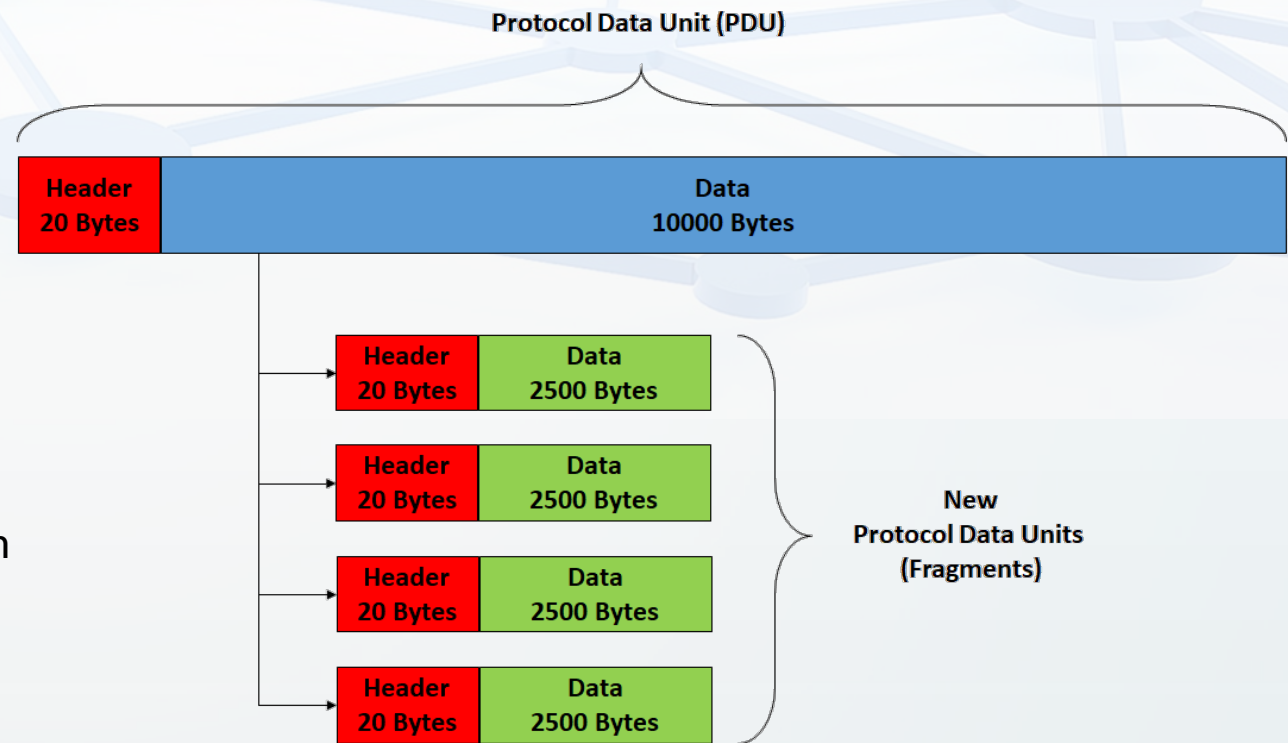 Protocol Data Unit (PDU)
Header
20 Bytes
Data
10000 Bytes
Header
20 Bytes
Data
2500 Bytes
Header
20 Bytes
Data
2500 Bytes
Header
20 Bytes
Data
2500 Bytes
Header
20 Bytes
Data
2500 Bytes
New
Protocol Data Units
(Fragments)
n